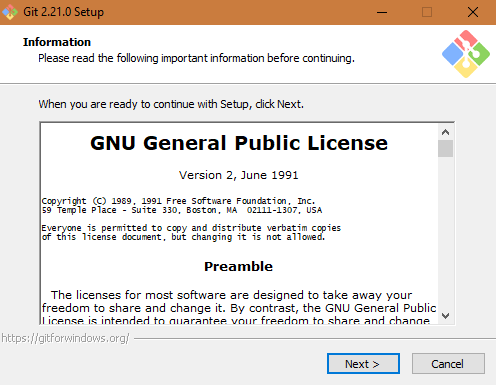 Git 2.21.0 Setup
Information
Please read the following important information before continuing.
When you are ready to continue with Setup, click Next.
GNU General Public License
Version 2, June 1991
Copyright (C) 1989, 1991 Free Software Foundation, Inc.
59 Temple Place - Suite 330, Boston, MA  02111-1307, USA
Everyone is permitted to copy and distribute verbatim copies
of this license document, but changing it is not allowed.
Preamble
The licenses for most software are designed to take away your
freedom to share and change it. By contrast, the GNU General Public
License is intended to guarantee your freedom to share and change
https://gitforwindows.org/
Next >
Cancel